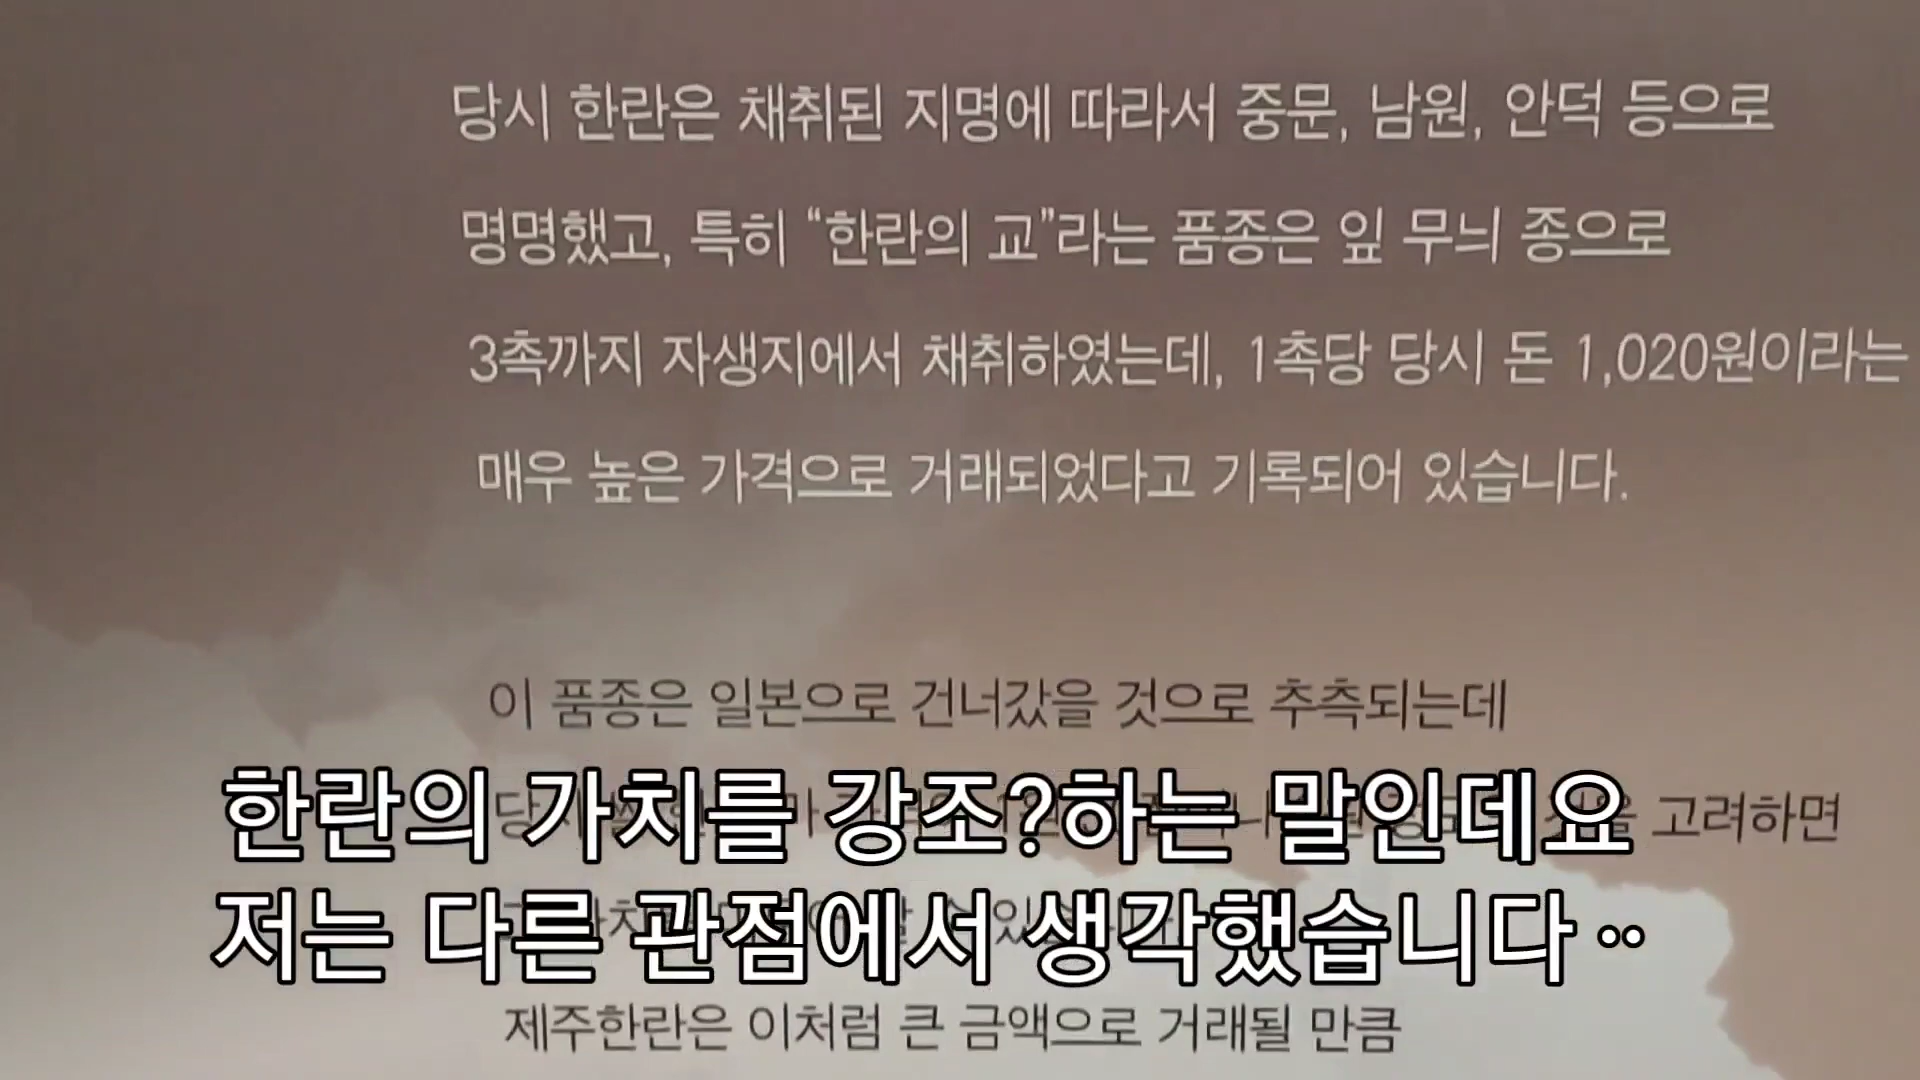 당시 한란은 채취된 지명에 따라서 중문, 남원, 안덕 등으로
명명했고, 특히 “한란의 교”라는 품종은 잎 무늬 종으로
3촉까지 자생지에서 채취하였는데, 1촉당 당시 돈 1,020원이라는
매우 높은 가격으로 거래되었다고 기록되어 있습니다.
이 품종은 일본으로 건너갔을 것으로 추측되는데
고려하면
한란의 가치를 강조?하는 말인데요
저는 다른 관점에서 생각했습니다··
제주한란은 이처럼 큰 금액으로 거래될 만큼